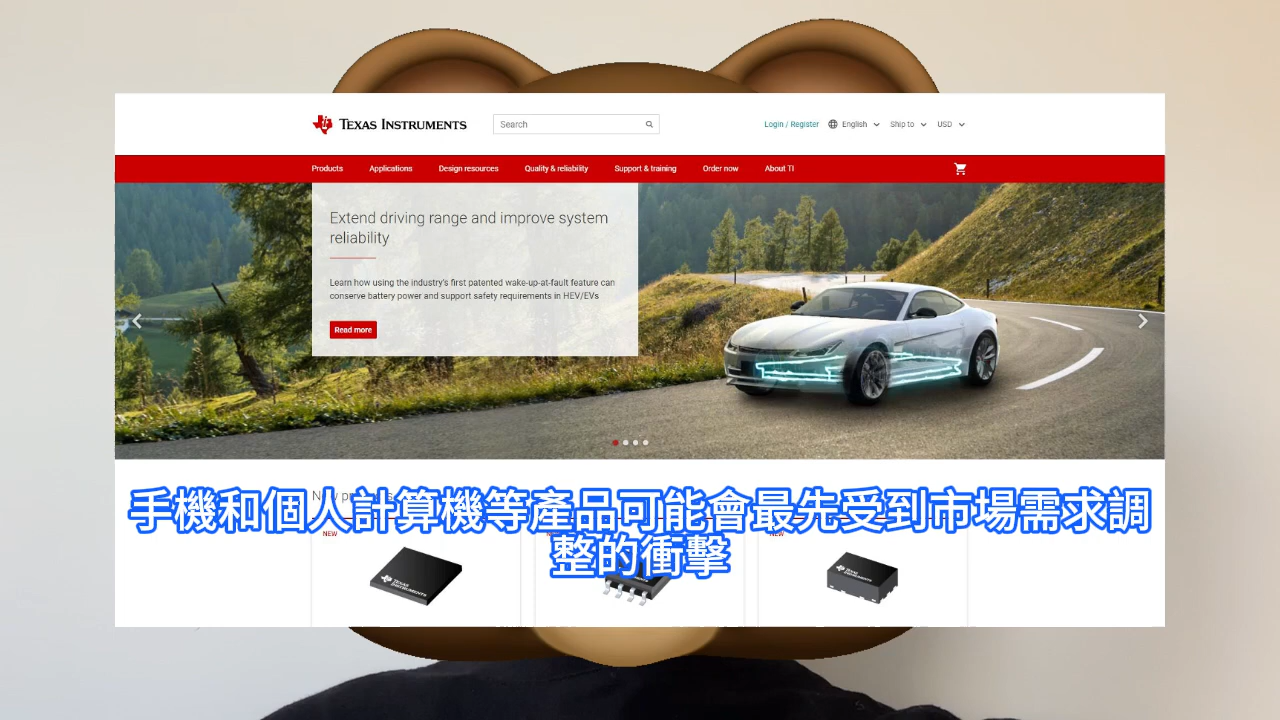 TEXAS INSTRUMENTS
Search
Login / Register
English
Ship to
USD
Products
Applications
Design resources
Quality & reliability
Support & training
Order now
About TI
Extend driving range and improve system
reliability
Learn how using the industry's first patented wake-up-at-fault feature can
conserve battery power and support safety requirements in HEV/EVs
Read more
手機和個人計算機等產品可能會最先受到市場需求調
整的衝擊
NEW
NEW
TEXAS
INSTRUMENTS
TEXAS
INSTRUMENTS